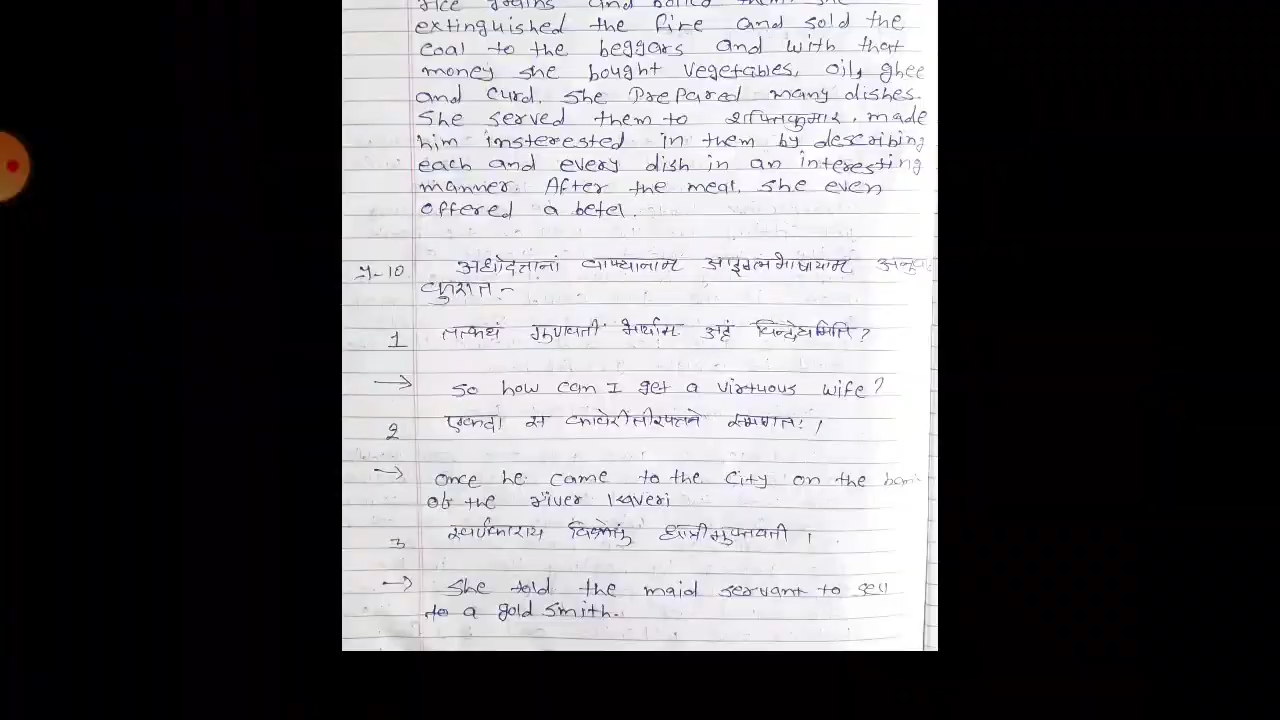 extinguished the fire and sold the
coal to the beggars and with that
money she bought vegetables, oil, ghee
and curd. She prepared many dishes.
She served them to शक्तिकुमार, made
him insterested in them by describing
each and every dish in an interesting
manner. After the meal, she even
offered a betel.
अधोदत्तानां वाक्यानाम् आङ्ग्लभाषायाम्
कुरुत -
1 तत्कथं गुणवती भार्याम् अहं विन्देयमिति?
→ So how can I get a virtuous wife?
2 एकदा स कावेरीतीरपत्तने समागतः।
→ Once he came to the city on the
of the river Kaveri
3 स्वर्णकाराय विक्रेतुं धात्रीमुक्तवती ।
→ She told the maid servant to sell
to a gold smith.